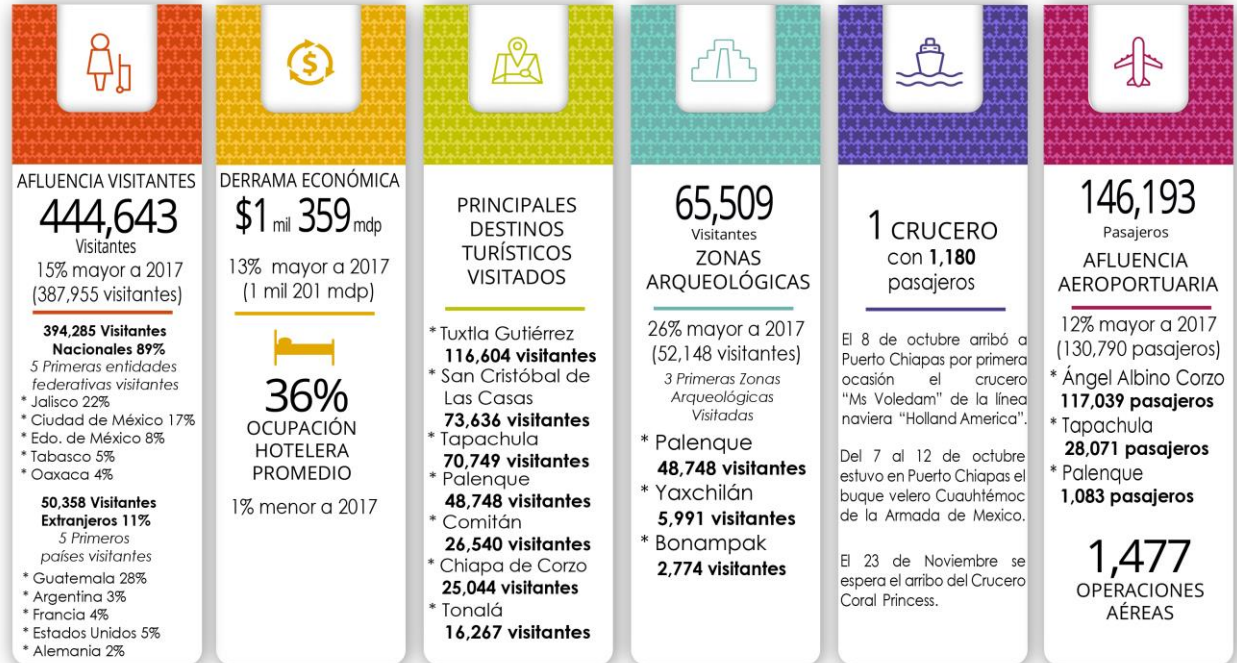 AFLUENCIA VISITANTES
444,643
Visitantes
15% mayor a 2017
(387,955 visitantes)
394,285 Visitantes
Nacionales 89%
5 Primeras entidades
federativas visitantes
* Jalisco 22%
* Ciudad de México 17%
* Edo. de México 8%
* Tabasco 5%
* Oaxaca 4%
50,358 Visitantes
Extranjeros 11%
5 Primeros
países visitantes
* Guatemala 28%
* Argentina 3%
* Francia 4%
* Estados Unidos 5%
* Alemania 2%
$
DERRAMA ECONÓMICA
$1 mil 359 mdp
13% mayor a 2017
(1 mil 201 mdp)
36%
OCUPACIÓN
HOTELERA
PROMEDIO
1% menor a 2017
PRINCIPALES
DESTINOS
TURÍSTICOS
VISITADOS
* Tuxtla Gutiérrez
116,604 visitantes
* San Cristóbal de
Las Casas
73,636 visitantes
* Tapachula
70,749 visitantes
* Palenque
48,748 visitantes
* Comitán
26,540 visitantes
* Chiapa de Corzo
25,044 visitantes
* Tonalá
16,267 visitantes
65,509
Visitantes
ZONAS
ARQUEOLÓGICAS
26% mayor a 2017
(52,148 visitantes)
3 Primeras Zonas
Arqueológicas
Visitadas
* Palenque
48,748 visitantes
* Yaxchilán
5,991 visitantes
* Bonampak
2,774 visitantes
1 CRUCERO
con 1,180
pasajeros
El 8 de octubre arribó a
Puerto Chiapas por primera
ocasión el crucero
“Ms Voledam” de la línea
naviera “Holland America”.
Del 7 al 12 de octubre
estuvo en Puerto Chiapas el
buque velero Cuauhtémoc
de la Armada de Mexico.
El 23 de Noviembre se
espera el arribo del Crucero
Coral Princess.
146,193
Pasajeros
AFLUENCIA
AEROPORTUARIA
12% mayor a 2017
(130,790 pasajeros)
* Ángel Albino Corzo
117,039 pasajeros
* Tapachula
28,071 pasajeros
* Palenque
1,083 pasajeros
1,477
OPERACIONES
AÉREAS